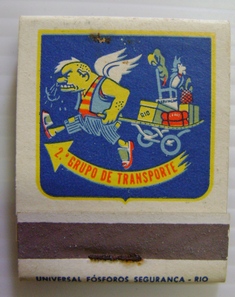 2.º GRUPO DE TRANSPORTE
UNIVERSAL FÓSFOROS SEGURANÇA - RIO